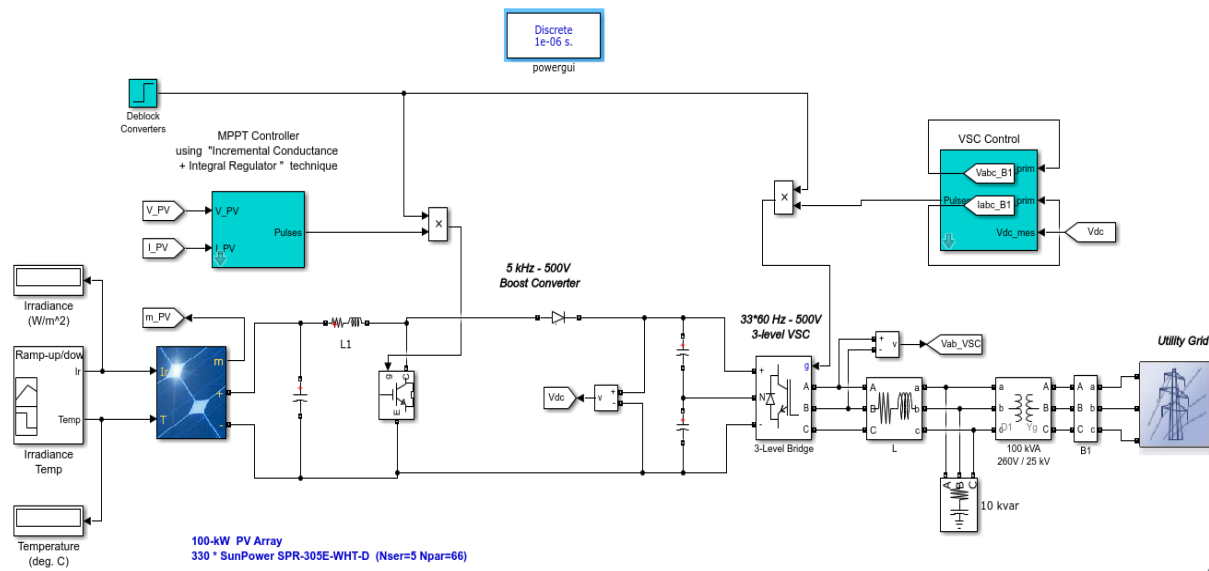 Discrete
1e-06 s.
powergui
Deblock
Converters
MPPT Controller
using "Incremental Conductance
+ Integral Regulator " technique
V_PV
V_PV
I_PV
I_PV
Pulses
x
x
VSC Control
Vabc_B1
prim
Iabc_B1
prim
Pulses
Vdc_mes
Vdc
5 kHz - 500V
Boost Converter
Irradiance
(W/m^2)
m_PV
Ramp-up/dow
Ir
Temp
Irradiance
Temp
Ir
T
m
+
-
L1
g
C
E
Vdc
v
+
-
33*60 Hz - 500V
3-level VSC
+
N
-
g
A
B
C
3-Level Bridge
+
-
v
Vab_VSC
A
B
C
a
b
c
L
a
b
c
D1
Yg
A
B
C
100 kVA
260V / 25 kV
A
B
C
a
b
c
B1
Utility Grid
A
B
C
10 kvar
Temperature
(deg. C)
100-kW PV Array
330 * SunPower SPR-305E-WHT-D (Nser=5 Npar=66)